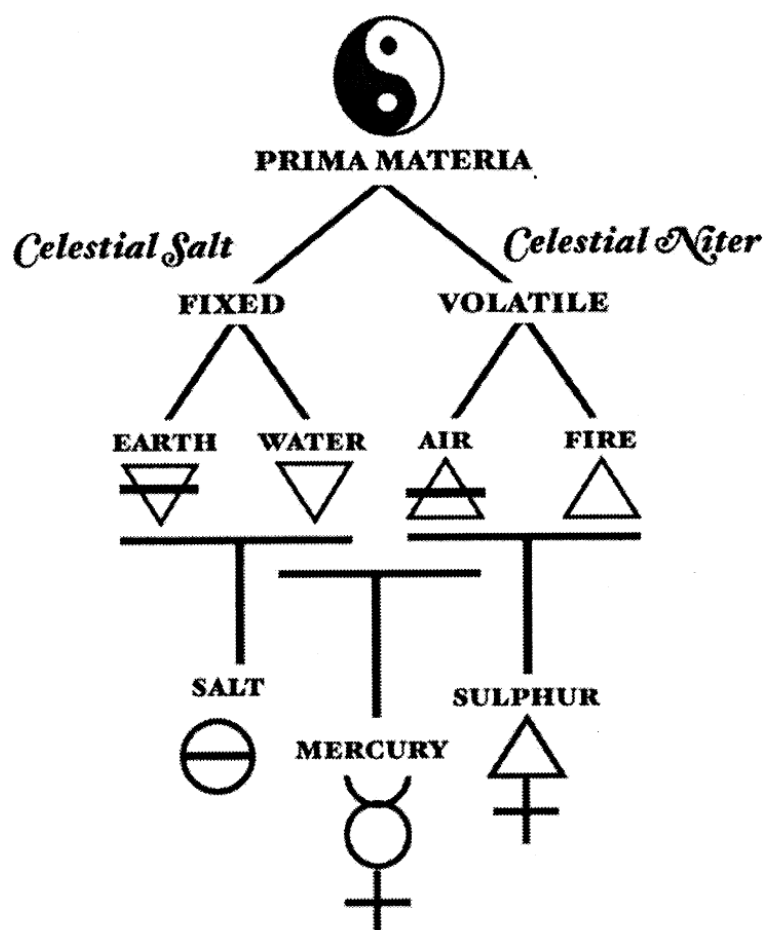 PRIMA MATERIA
Celestial Salt Celestial Niter
FIXED VOLATILE
EARTH WATER AIR FIRE
SALT
SULPHUR
MERCURY